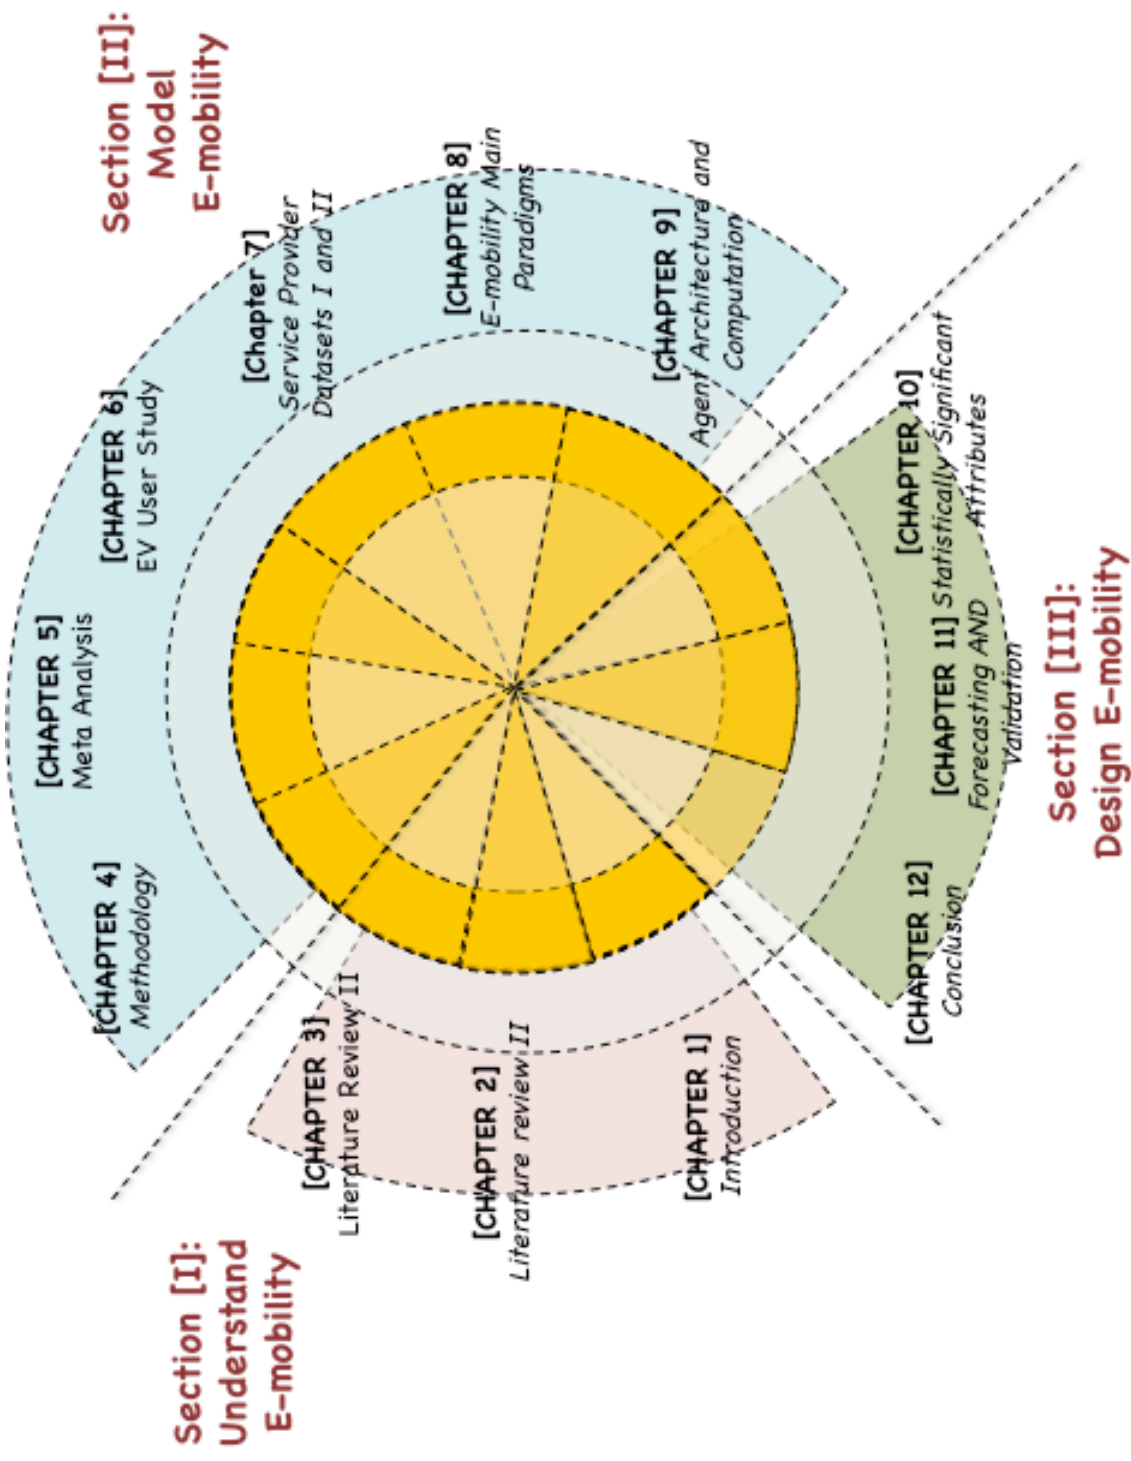 Section [I]:
Understand
E-mobility
[CHAPTER 1]
Introduction
[CHAPTER 2]
Literature review II
[CHAPTER 3]
Literature Review II
Section [II]:
Model
E-mobility
[CHAPTER 4]
Methodology
[CHAPTER 5]
Meta Analysis
[CHAPTER 6]
EV User Study
[Chapter 7]
Service Provider
Datasets I and II
[CHAPTER 8]
E-mobility Main
Paradigms
[CHAPTER 9]
Agent Architecture and
Computation
Section [III]:
Design E-mobility
[CHAPTER 10]
Statistically Significant
Attributes
[CHAPTER 11]
Forecasting AND
Validation
[CHAPTER 12]
Conclusion